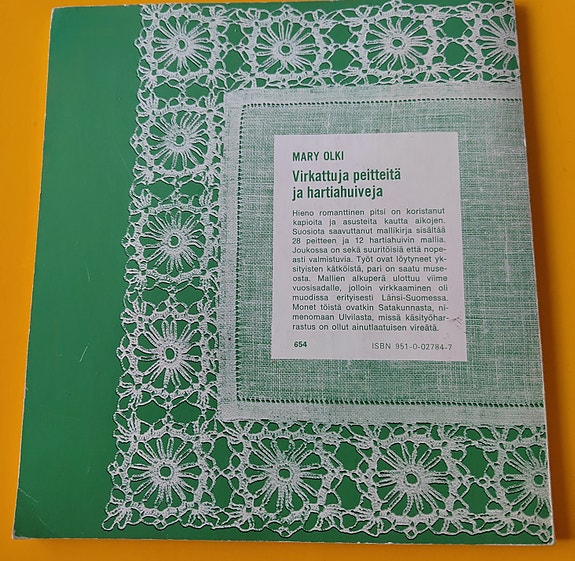 MARY OLKI
Virkattuja peitteitä
ja hartiahuiveja
Hieno romanttinen pitsi on koristanut
kapioita ja asusteita kautta aikojen.
Suosiota saavuttanut mallikirja sisältää
28 peitteen ja 12 hartiahuivin mallia.
Joukossa on sekä suuritöisiä että nope-
asti valmistuvia. Työt ovat löytyneet yk-
sityisten kätköistä, pari on saatu muse-
osta. Mallien alkuperä ulottuu viime
vuosisadalle, jolloin virkkaaminen oli
muodissa erityisesti Länsi-Suomessa.
Monet töistä ovatkin Satakunnasta, ni-
menomaan Ulvilasta, missä käsityöhar-
rastus on ollut ainutlaatuisen vireätä.
654 ISBN 951-0-02784-7